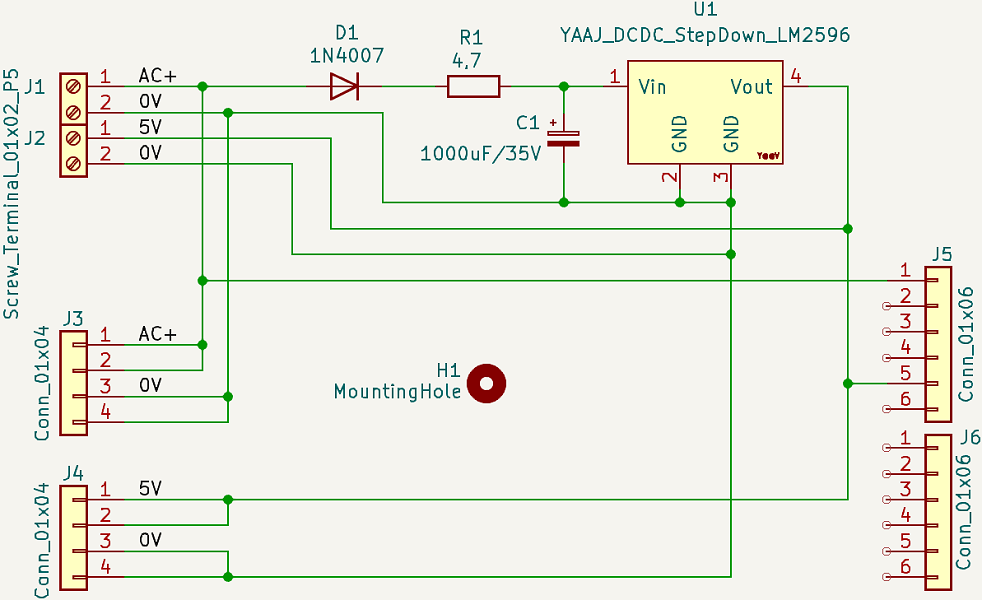 U1
YAAJ_DCDC_StepDown_LM2596
D1
1N4007
R1
4,7
1
Vin
Vout
4
GND
GND
YaaJ
2
3
C1
+
1000uF/35V
Screw_Terminal_01x02_P5
J1
1
AC+
2
0V
J2
1
5V
2
0V
J3
Conn_01x04
1
AC+
2
3
0V
4
H1
MountingHole
J4
Conn_01x04
1
5V
2
3
0V
4
J5
Conn_01x06
1
2
3
4
5
6
J6
Conn_01x06
1
2
3
4
5
6